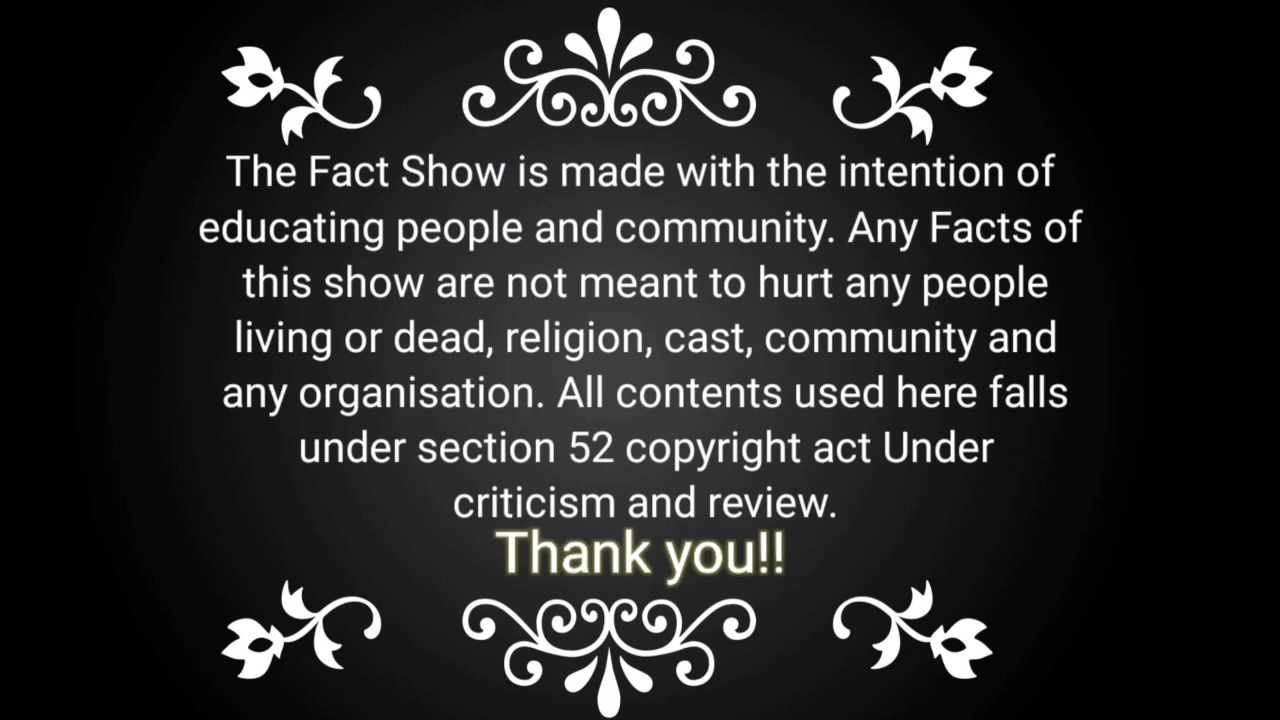 The Fact Show is made with the intention of
educating people and community. Any Facts of
this show are not meant to hurt any people
living or dead, religion, cast, community and
any organisation. All contents used here falls
under section 52 copyright act Under
criticism and review.
Thank you!!